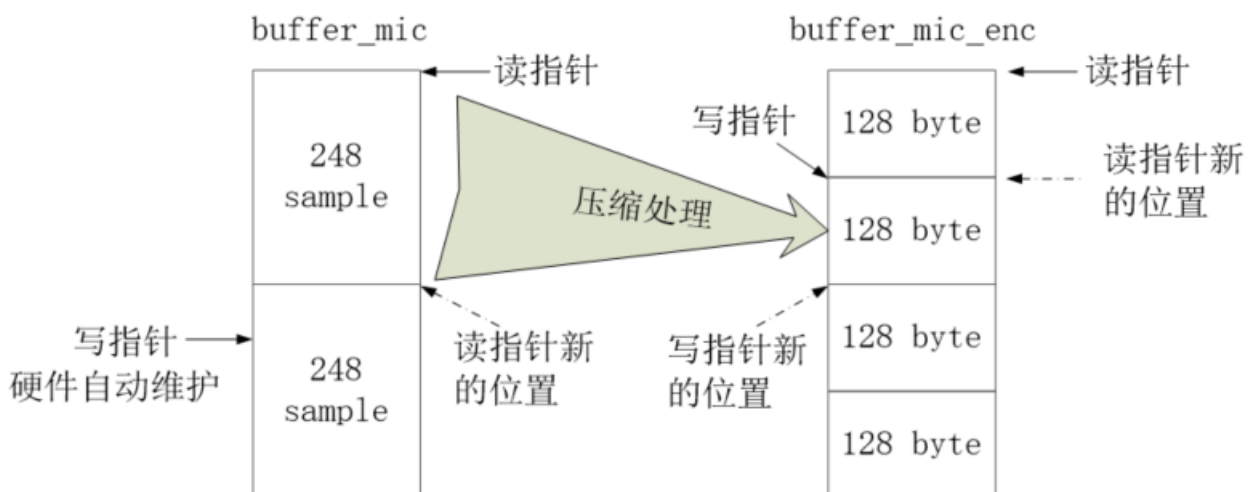 buffer_mic
buffer_mic_enc
读指针
读指针
248
sample
写指针
128 byte
读指针新
的位置
压缩处理
128 byte
写指针
硬件自动维护
读指针新
的位置
写指针新
的位置
128 byte
248
sample
128 byte